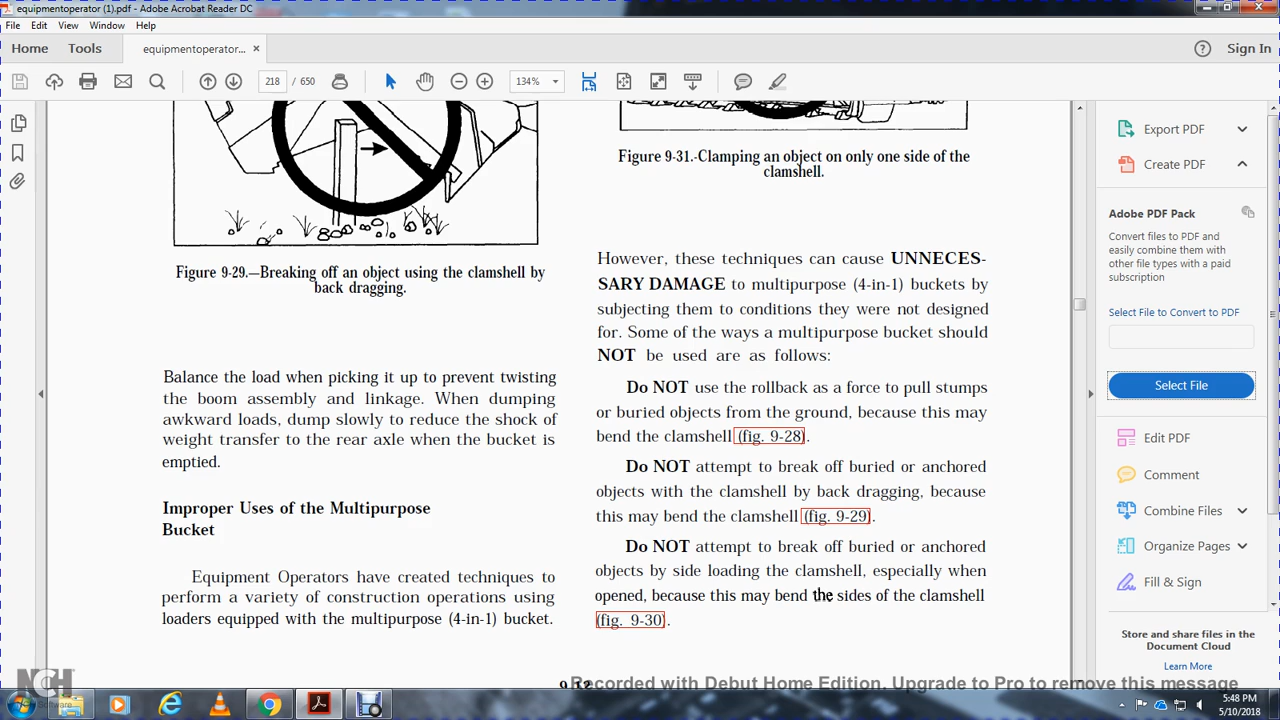 equipmentoperator (1).pdf - Adobe Acrobat Reader DC
File Edit View Window Help
Home Tools equipmentoperator... × Sign In
218 / 650 134%
Figure 9-29.—Breaking off an object using the clamshell by
back dragging.
Balance the load when picking it up to prevent twisting
the boom assembly and linkage. When dumping
awkward loads, dump slowly to reduce the shock of
weight transfer to the rear axle when the bucket is
emptied.
Improper Uses of the Multipurpose
Bucket
Equipment Operators have created techniques to
perform a variety of construction operations using
loaders equipped with the multipurpose (4-in-1) bucket.
Figure 9-31.-Clamping an object on only one side of the
clamshell.
However, these techniques can cause UNNECES-
SARY DAMAGE to multipurpose (4-in-1) buckets by
subjecting them to conditions they were not designed
for. Some of the ways a multipurpose bucket should
NOT be used are as follows:
Do NOT use the rollback as a force to pull stumps
or buried objects from the ground, because this may
bend the clamshell (fig. 9-28).
Do NOT attempt to break off buried or anchored
objects with the clamshell by back dragging, because
this may bend the clamshell (fig. 9-29).
Do NOT attempt to break off buried or anchored
objects by side loading the clamshell, especially when
opened, because this may bend the sides of the clamshell
(fig. 9-30).
Export PDF
Create PDF
Adobe PDF Pack
Convert files to PDF and
easily combine them with
other file types with a paid
subscription
Select File to Convert to PDF
Select File
Edit PDF
Comment
Combine Files
Organize Pages
Fill & Sign
Store and share files in the
Document Cloud
Learn More
NCH
Software
Recorded with Debut Home Edition. Upgrade to Pro to remove this message
5:48 PM
5/10/2018